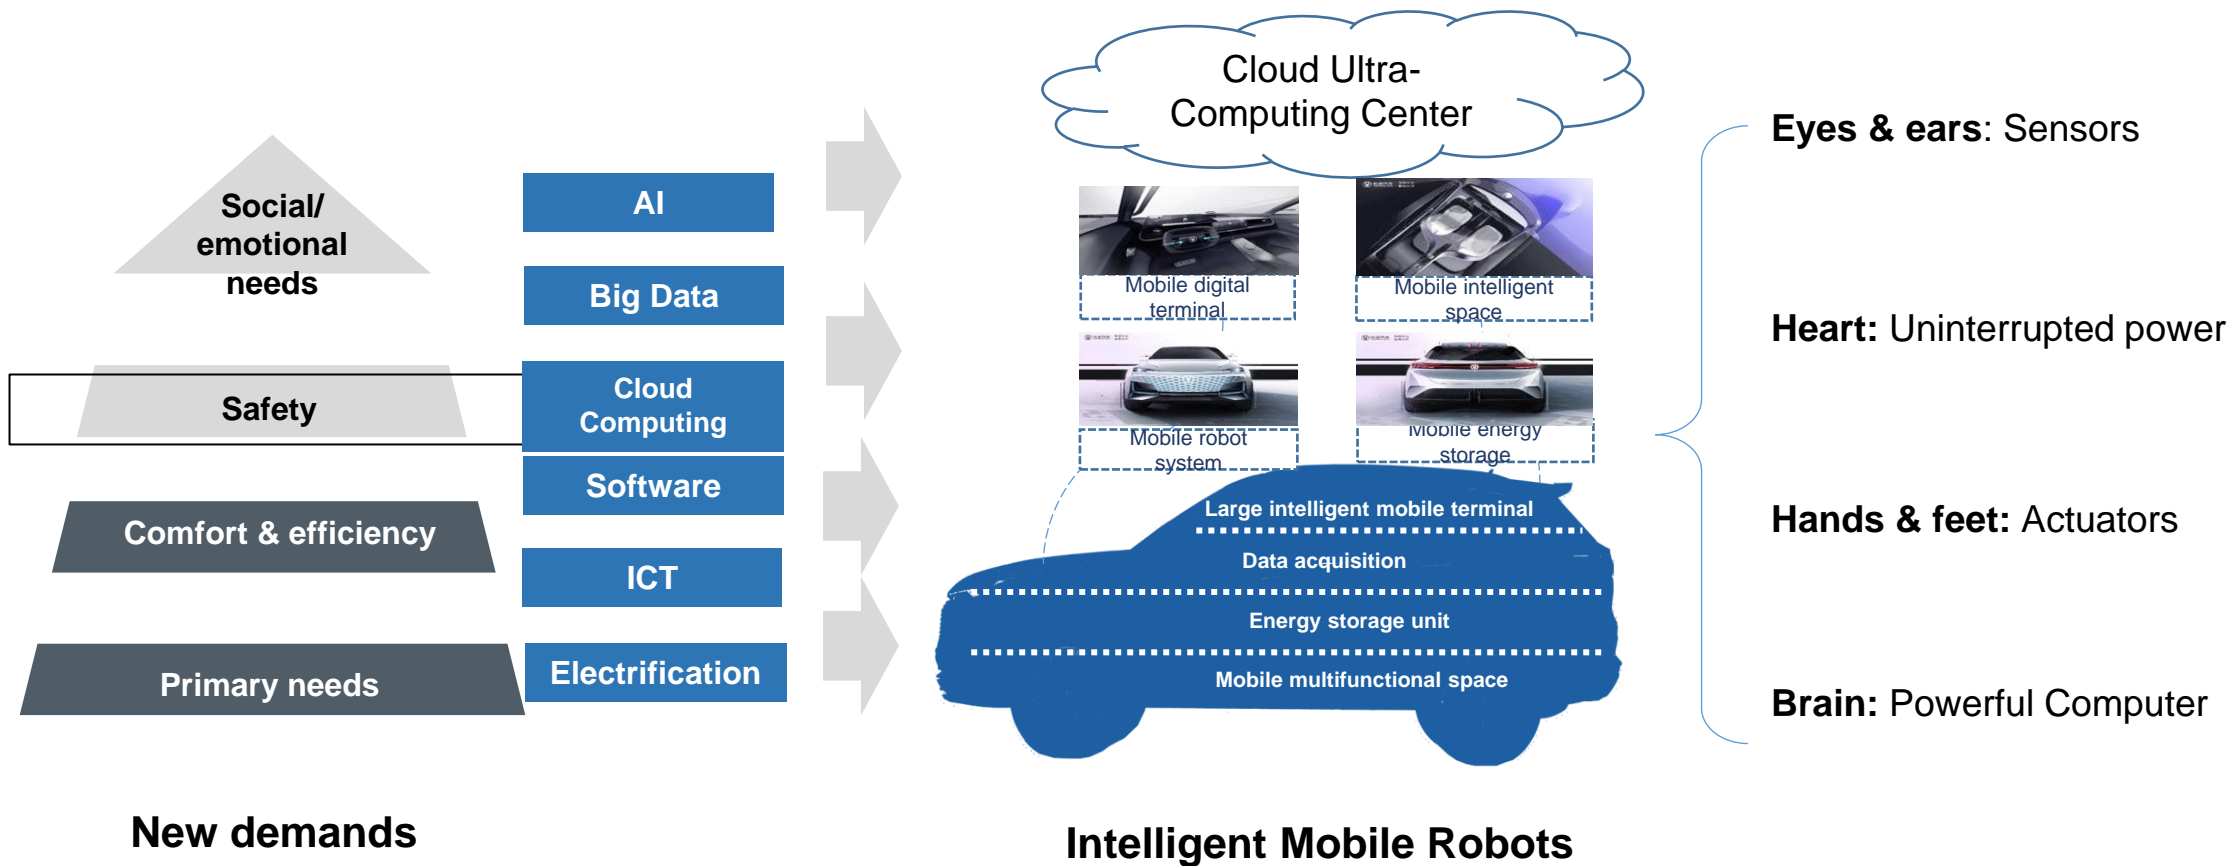 Social/
emotional
needs
Safety
Comfort & efficiency
Primary needs
New demands
AI
Big Data
Cloud
Computing
Software
ICT
Electrification
Cloud Ultra-
Computing Center
Mobile digital
terminal
Mobile intelligent
space
Mobile robot
system
Mobile energy
storage
Large intelligent mobile terminal
Data acquisition
Energy storage unit
Mobile multifunctional space
Intelligent Mobile Robots
Eyes & ears: Sensors
Heart: Uninterrupted power
Hands & feet: Actuators
Brain: Powerful Computer